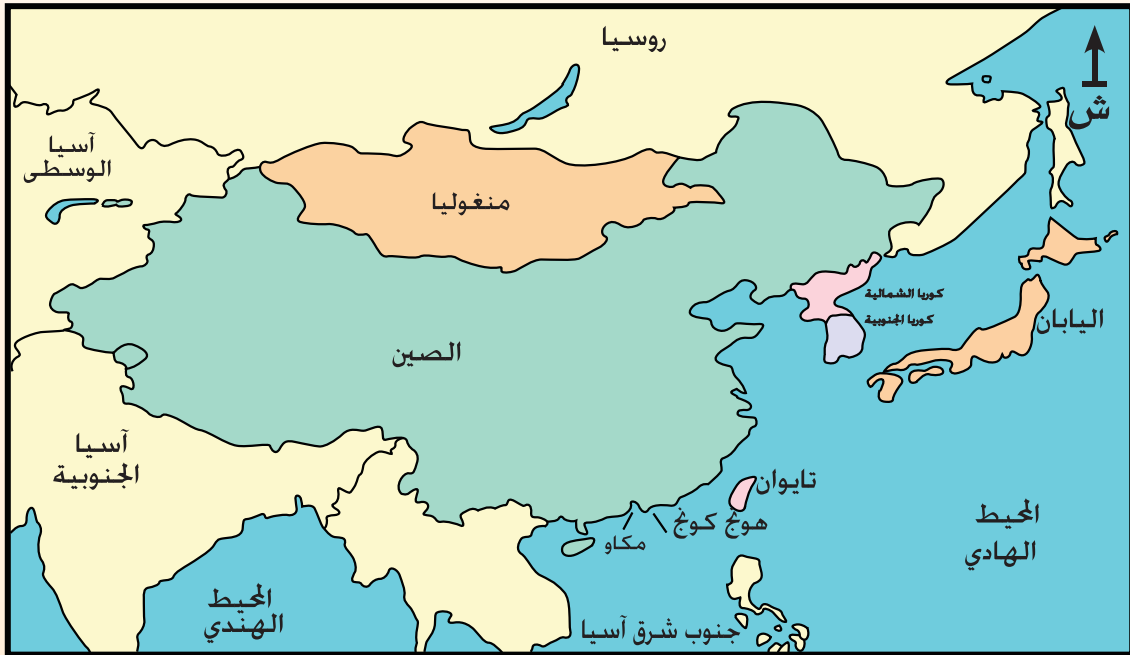 روسيا
ش
آسيا
الوسطى
منغوليا
كوريا الشمالية
كوريا الجنوبية
اليابان
الصين
آسيا
الجنوبية
تايوان
هونج كونج
مكاو
المحيط
الهادي
المحيط
الهندي
جنوب شرق آسيا